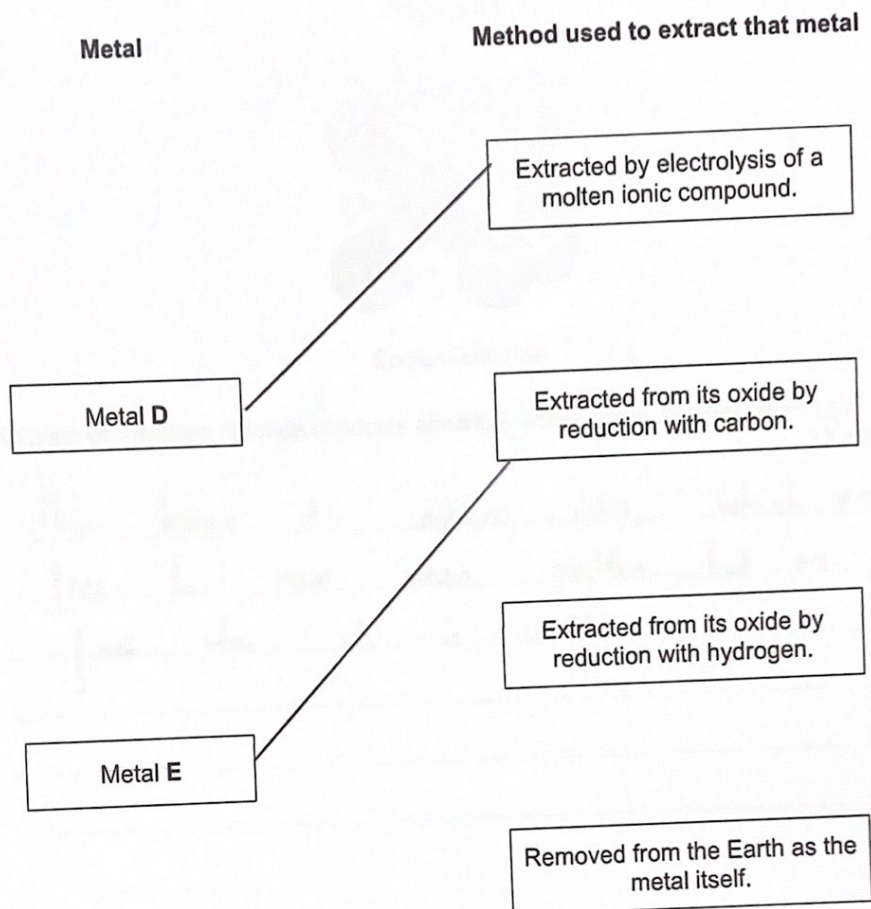 Metal
Method used to extract that metal
Extracted by electrolysis of a
molten ionic compound.
Metal D
Extracted from its oxide by
reduction with carbon.
Extracted from its oxide by
reduction with hydrogen.
Metal E
Removed from the Earth as the
metal itself.